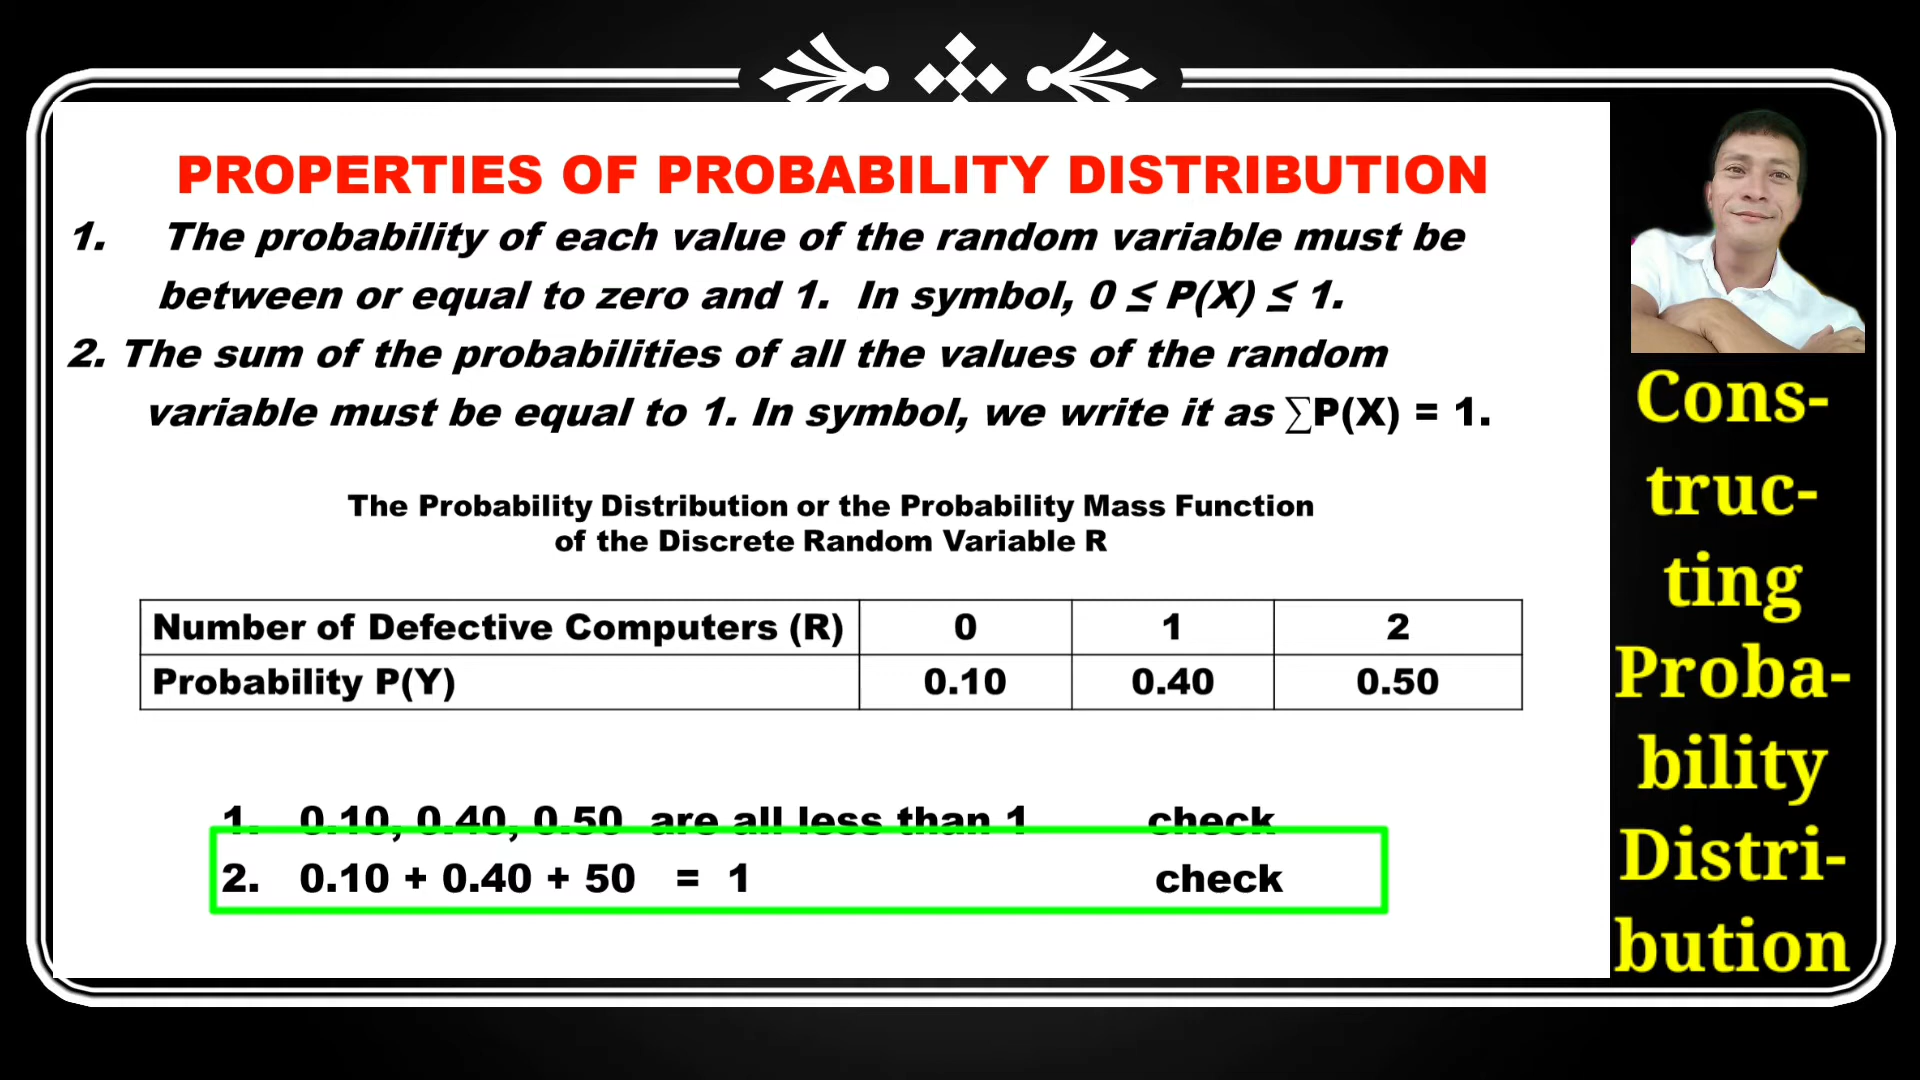 PROPERTIES OF PROBABILITY DISTRIBUTION
1. The probability of each value of the random variable must be
between or equal to zero and 1. In symbol, 0 ≤ P(X) ≤ 1.
2. The sum of the probabilities of all the values of the random
variable must be equal to 1. In symbol, we write it as ∑P(X) = 1.
The Probability Distribution or the Probability Mass Function
of the Discrete Random Variable R
Number of Defective Computers (R) 0 1 2
Probability P(Y) 0.10 0.40 0.50
1. 0.10, 0.40, 0.50 are all less than 1 check
2. 0.10 + 0.40 + 50 = 1 check
Cons-
truc-
ting
Proba-
bility
Distri-
bution